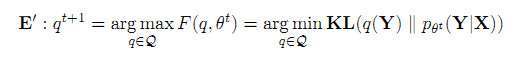 E′ : q^{t+1} = arg max_{q∈𝒬} F(q, θ^t) = arg min_{q∈𝒬} KL(q(Y) ∥ p_{θ^t}(Y|X))